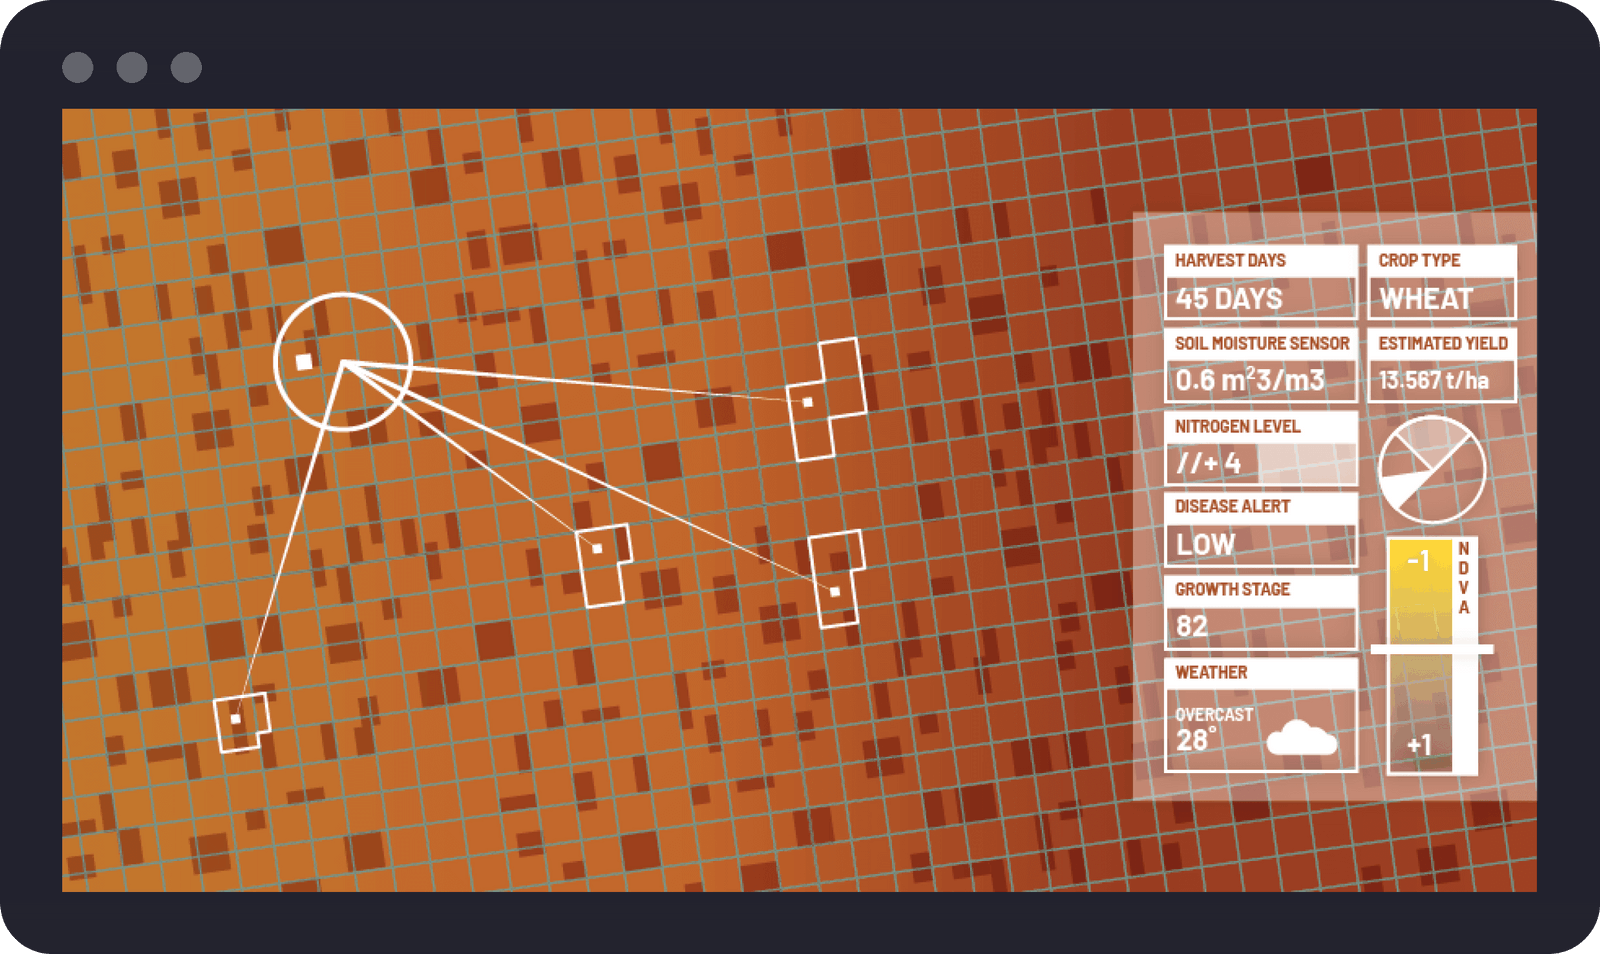 HARVEST DAYS
45 DAYS
CROP TYPE
WHEAT
SOIL MOISTURE SENSOR
0.6 m²3/m3
ESTIMATED YIELD
13.567 t/ha
NITROGEN LEVEL
//+ 4
DISEASE ALERT
LOW
GROWTH STAGE
82
WEATHER
OVERCAST
28°
-1
NDVA
+1